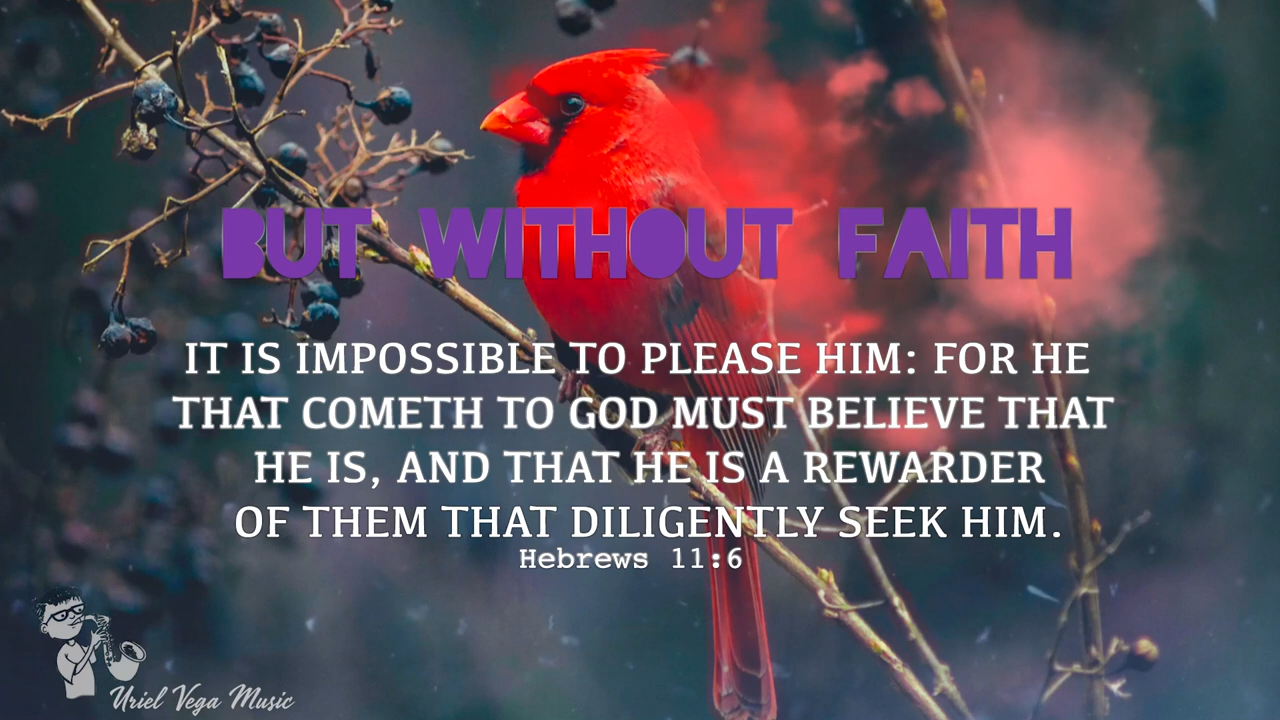 BUT WITHOUT FAITH
IT IS IMPOSSIBLE TO PLEASE HIM: FOR HE
THAT COMETH TO GOD MUST BELIEVE THAT
HE IS, AND THAT HE IS A REWARDER
OF THEM THAT DILIGENTLY SEEK HIM.
Hebrews 11:6
Uriel Vega Music